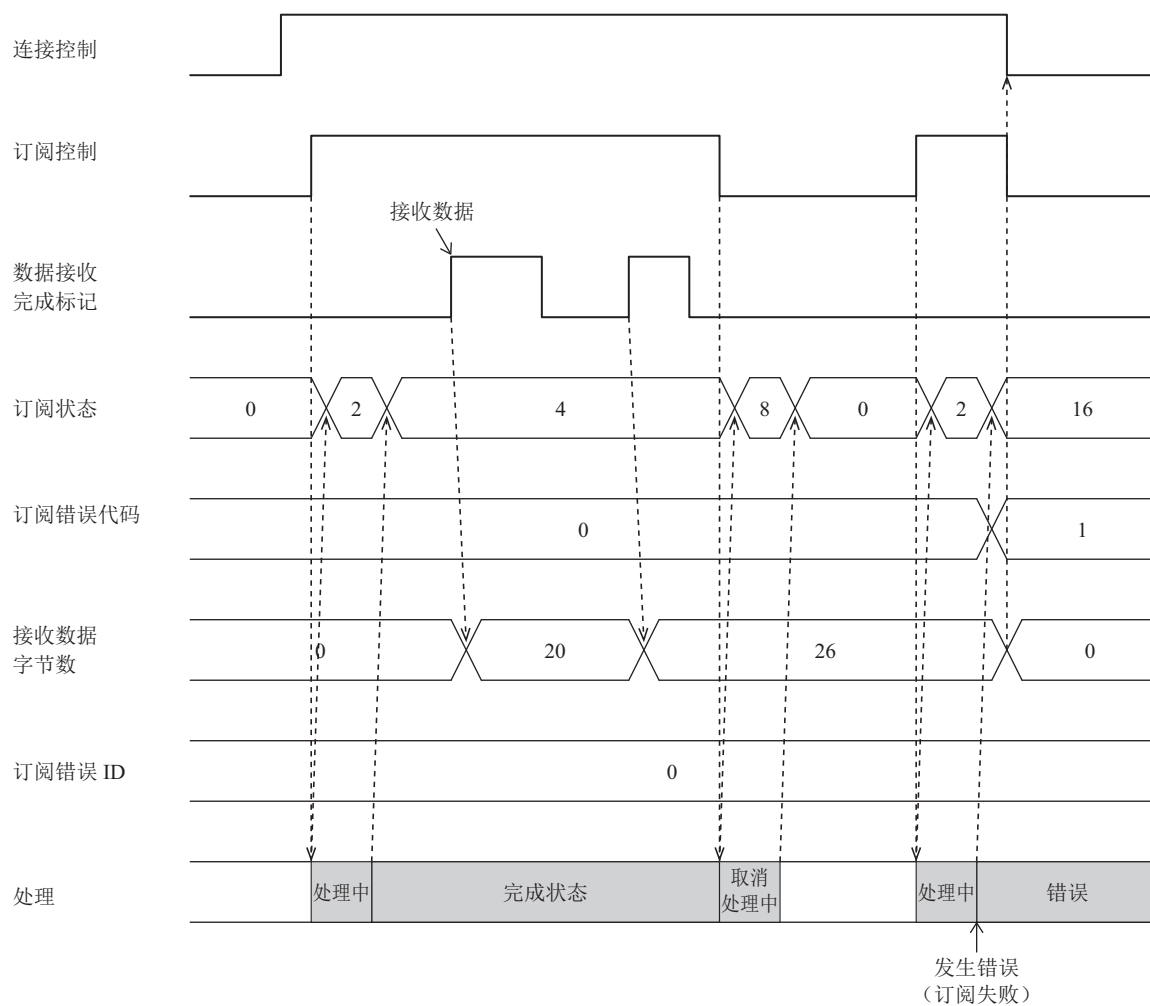 连接控制
订阅控制
接收数据
数据接收
完成标记
订阅状态
0
2
4
8
0
2
16
订阅错误代码
0
1
接收数据
字节数
0
20
26
0
订阅错误 ID
0
处理
处理中
完成状态
取消
处理中
处理中
错误
发生错误
（订阅失败）